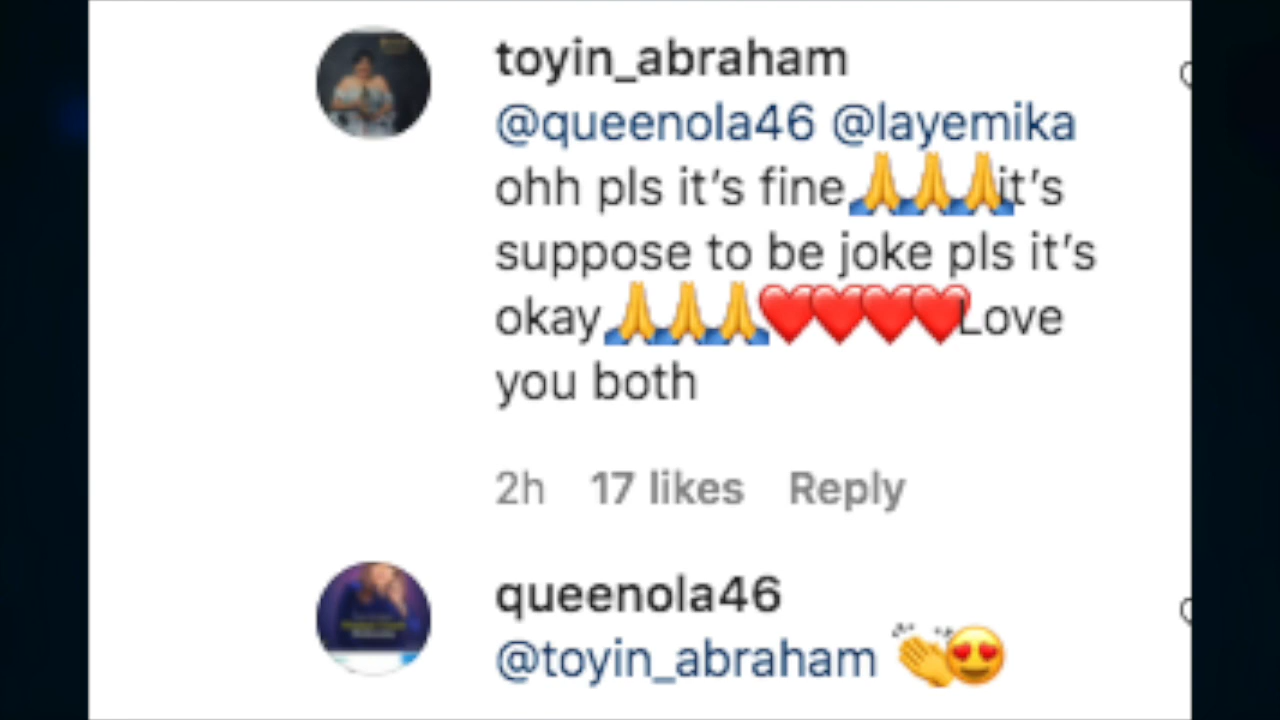 toyin_abraham
@queenola46 @layemika
ohh pls it's fine🙏🙏🙏it's
suppose to be joke pls it's
okay🙏🙏🙏❤️❤️❤️❤️Love
you both
2h 17 likes Reply
queenola46
@toyin_abraham 👏😍